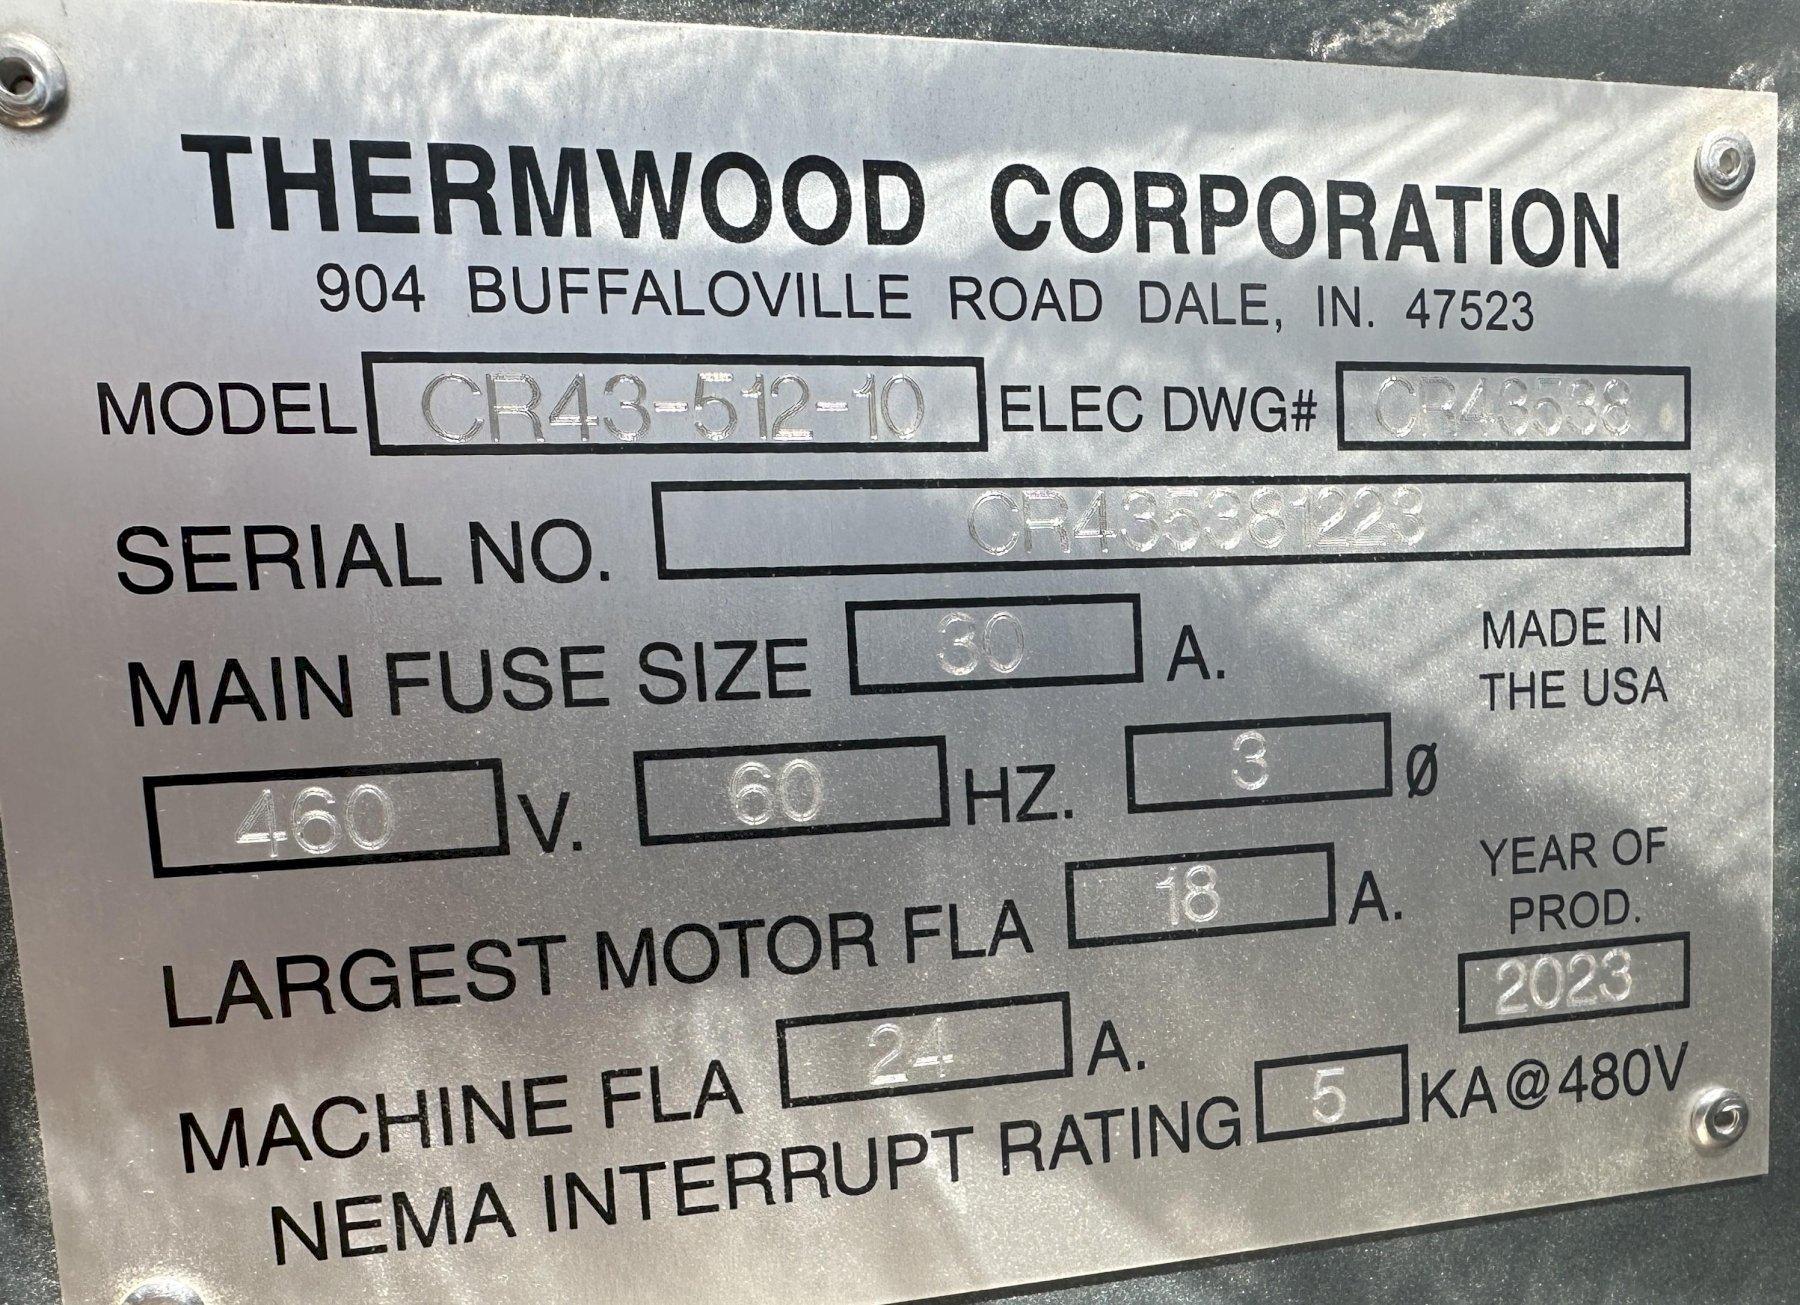 THERMWOOD CORPORATION
904 BUFFALOVILLE ROAD DALE, IN. 47523
MODEL CR43-512-10 ELEC DWG# CR43538
SERIAL NO. CR435381223
MAIN FUSE SIZE 30 A.
MADE IN
THE USA
460 V. 60 HZ. 3 Ø
LARGEST MOTOR FLA 18 A.
YEAR OF
PROD.
2023
MACHINE FLA 24 A.
NEMA INTERRUPT RATING 5 KA@480V